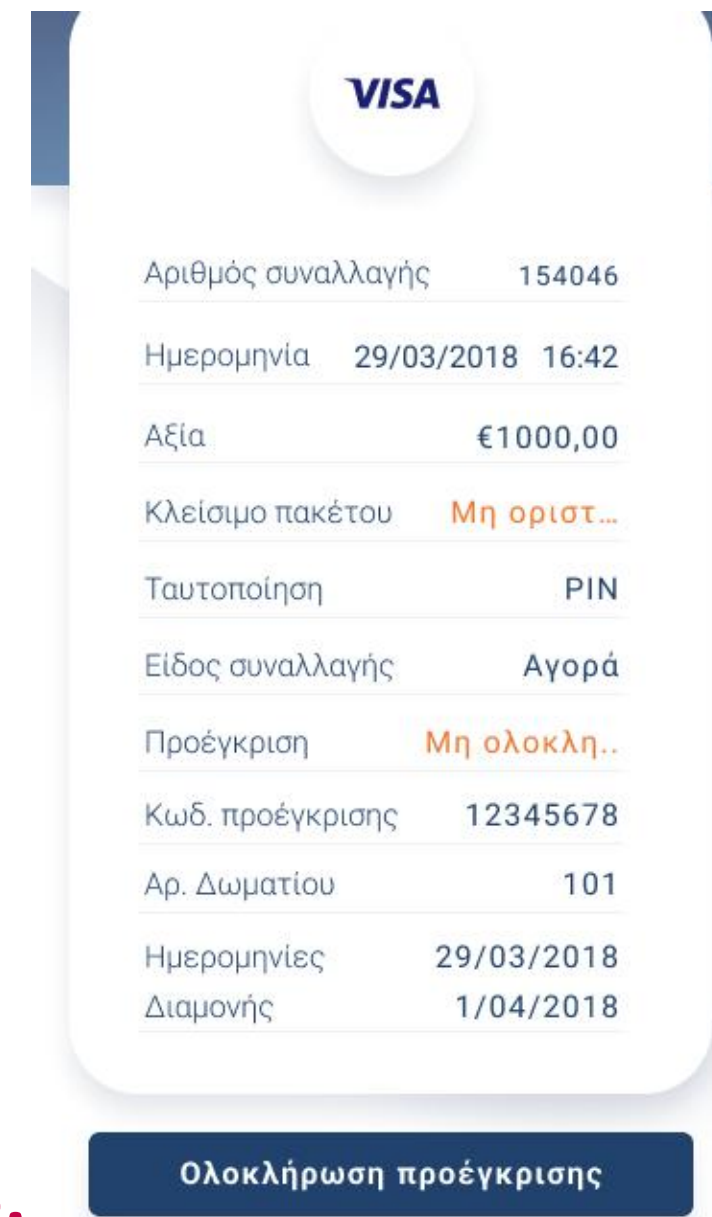 VISA
Αριθμός συναλλαγής 154046
Ημερομηνία 29/03/2018 16:42
Αξία €1000,00
Κλείσιμο πακέτου Μη οριστ...
Ταυτοποίηση PIN
Είδος συναλλαγής Αγορά
Προέγκριση Μη ολοκλη..
Κωδ. προέγκρισης 12345678
Αρ. Δωματίου 101
Ημερομηνίες 29/03/2018
Διαμονής 1/04/2018
Ολοκλήρωση προέγκρισης